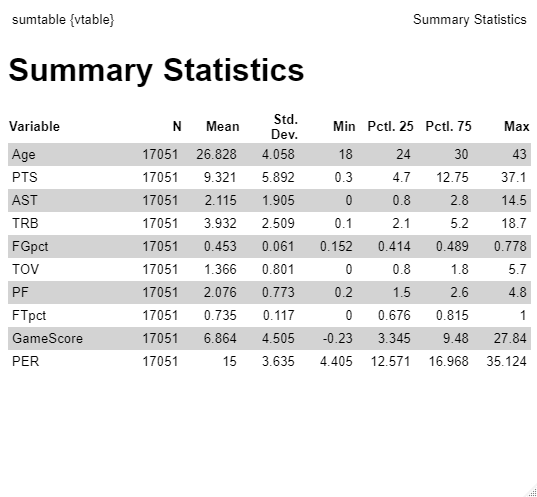 sumtable {vtable} Summary Statistics
Summary Statistics
Variable N Mean Std. Dev. Min Pctl. 25 Pctl. 75 Max
Age 17051 26.828 4.058 18 24 30 43
PTS 17051 9.321 5.892 0.3 4.7 12.75 37.1
AST 17051 2.115 1.905 0 0.8 2.8 14.5
TRB 17051 3.932 2.509 0.1 2.1 5.2 18.7
FGpct 17051 0.453 0.061 0.152 0.414 0.489 0.778
TOV 17051 1.366 0.801 0 0.8 1.8 5.7
PF 17051 2.076 0.773 0.2 1.5 2.6 4.8
FTpct 17051 0.735 0.117 0 0.676 0.815 1
GameScore 17051 6.864 4.505 -0.23 3.345 9.48 27.84
PER 17051 15 3.635 4.405 12.571 16.968 35.124